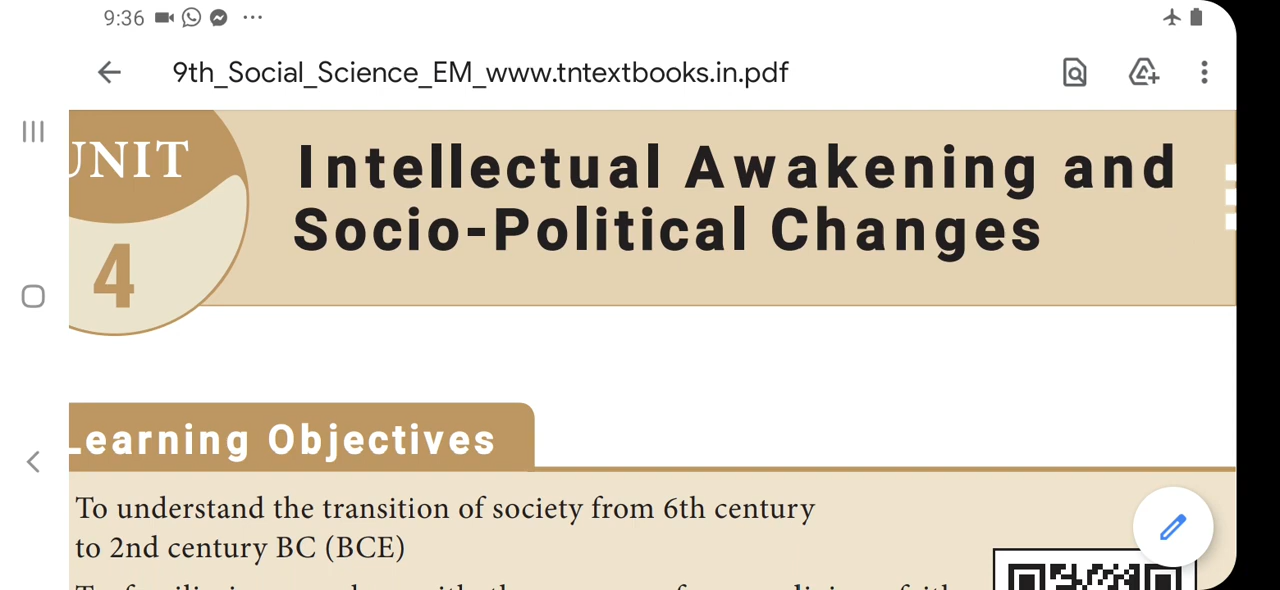 9:36
9th_Social_Science_EM_www.tntextbooks.in.pdf
UNIT
4
Intellectual Awakening and
Socio-Political Changes
Learning Objectives
To understand the transition of society from 6th century
to 2nd century BC (BCE)